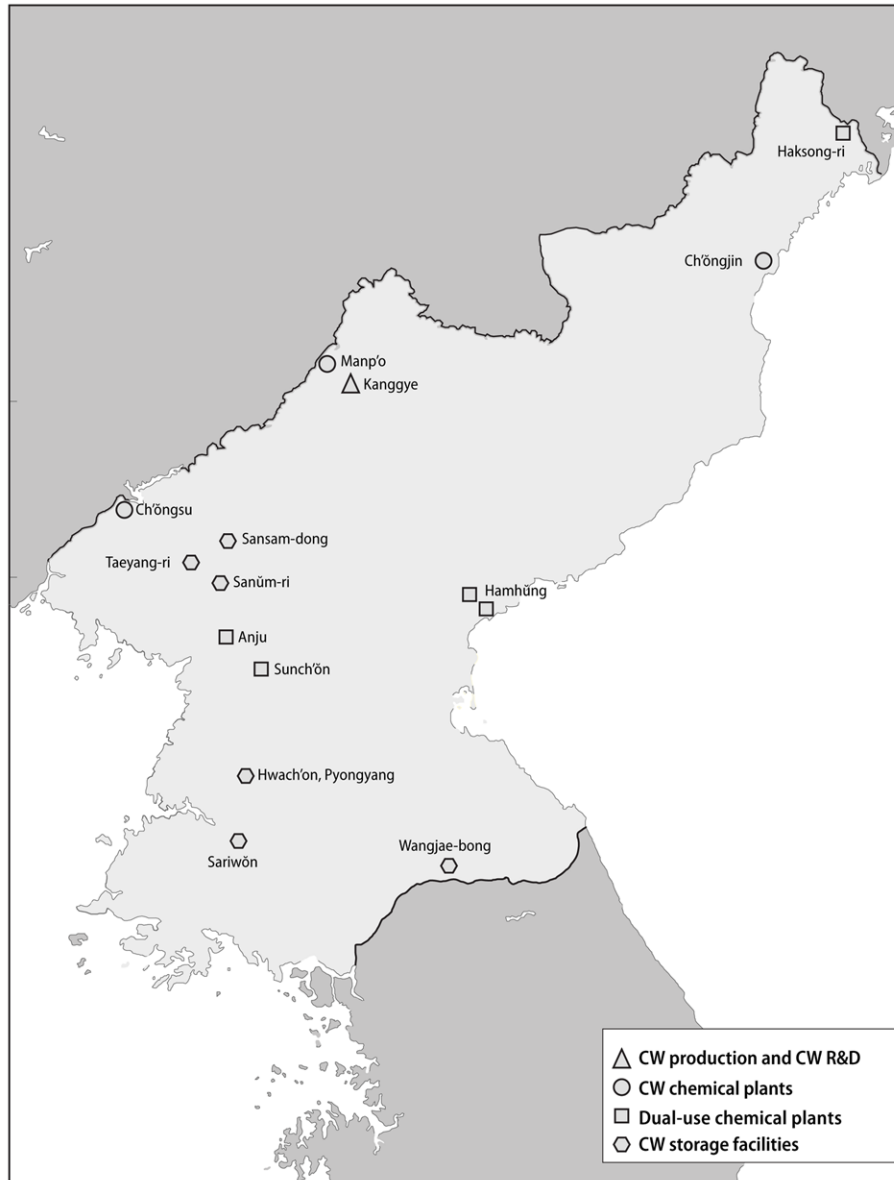 Haksong-ri
Ch'ŏngjin
Manp'o
Kanggye
Ch'ŏngsu
Sansam-dong
Taeyang-ri
Sanŭm-ri
Hamhŭng
Anju
Sunch'ŏn
Hwach'on, Pyongyang
Sariwŏn
Wangjae-bong
CW production and CW R&D
CW chemical plants
Dual-use chemical plants
CW storage facilities